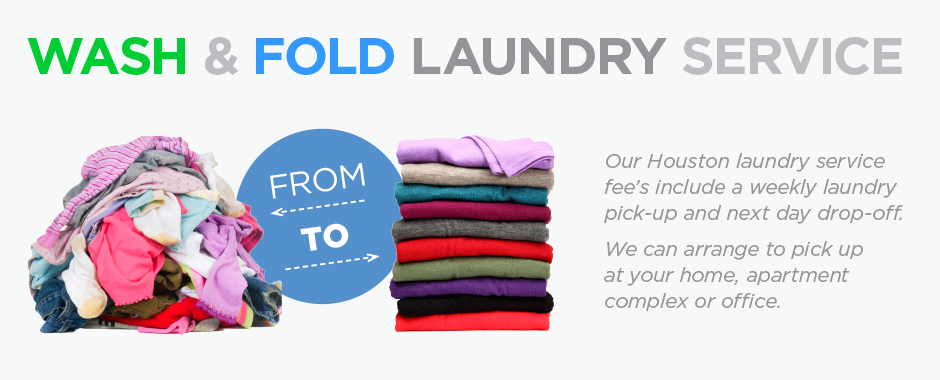 WASH & FOLD LAUNDRY SERVICE
FROM
TO
Our Houston laundry service
fee's include a weekly laundry
pick-up and next day drop-off.
We can arrange to pick up
at your home, apartment
complex or office.